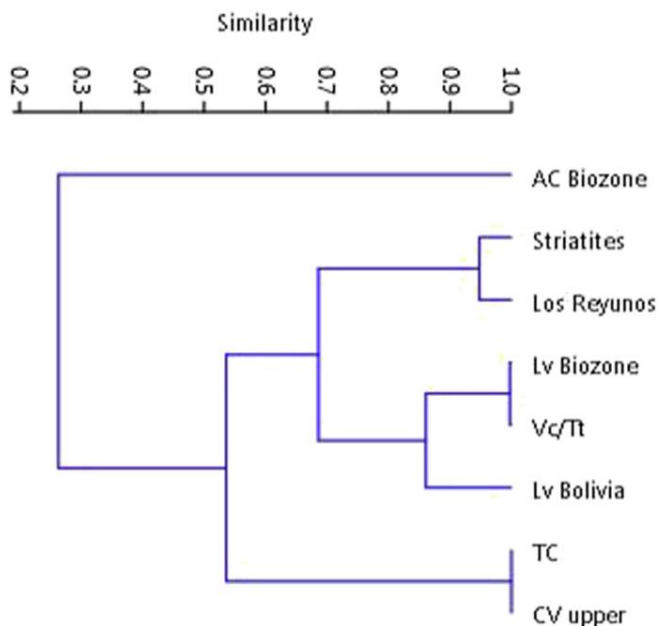 Similarity
0.2 0.3 0.4 0.5 0.6 0.7 0.8 0.9 1.0
AC Biozone
Striatites
Los Reyunos
Lv Biozone
Vc/Tt
Lv Bolivia
TC
CV upper